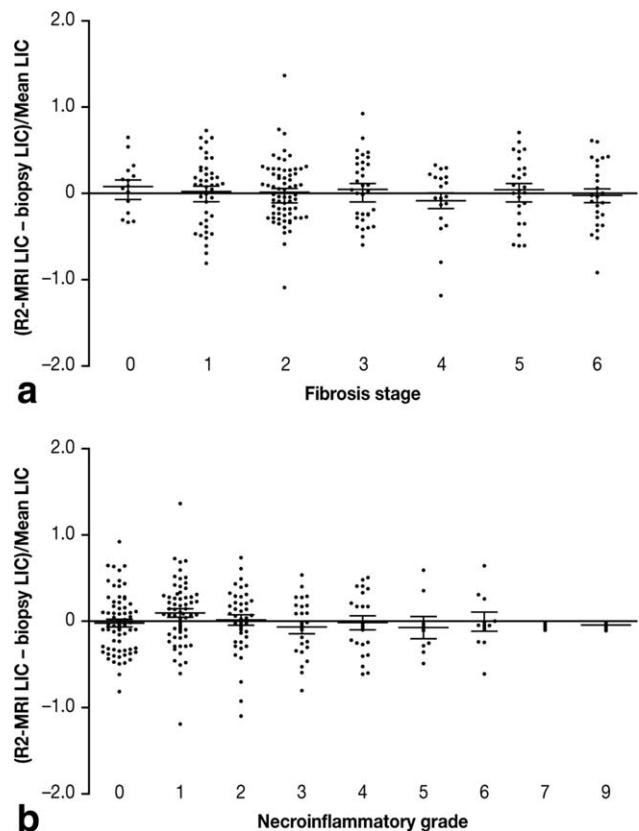 2.0
1.0
0
–1.0
–2.0
(R2-MRI LIC – biopsy LIC)/Mean LIC
0 1 2 3 4 5 6
Fibrosis stage
a
2.0
1.0
0
–1.0
–2.0
(R2-MRI LIC – biopsy LIC)/Mean LIC
0 1 2 3 4 5 6 7 9
Necroinflammatory grade
b